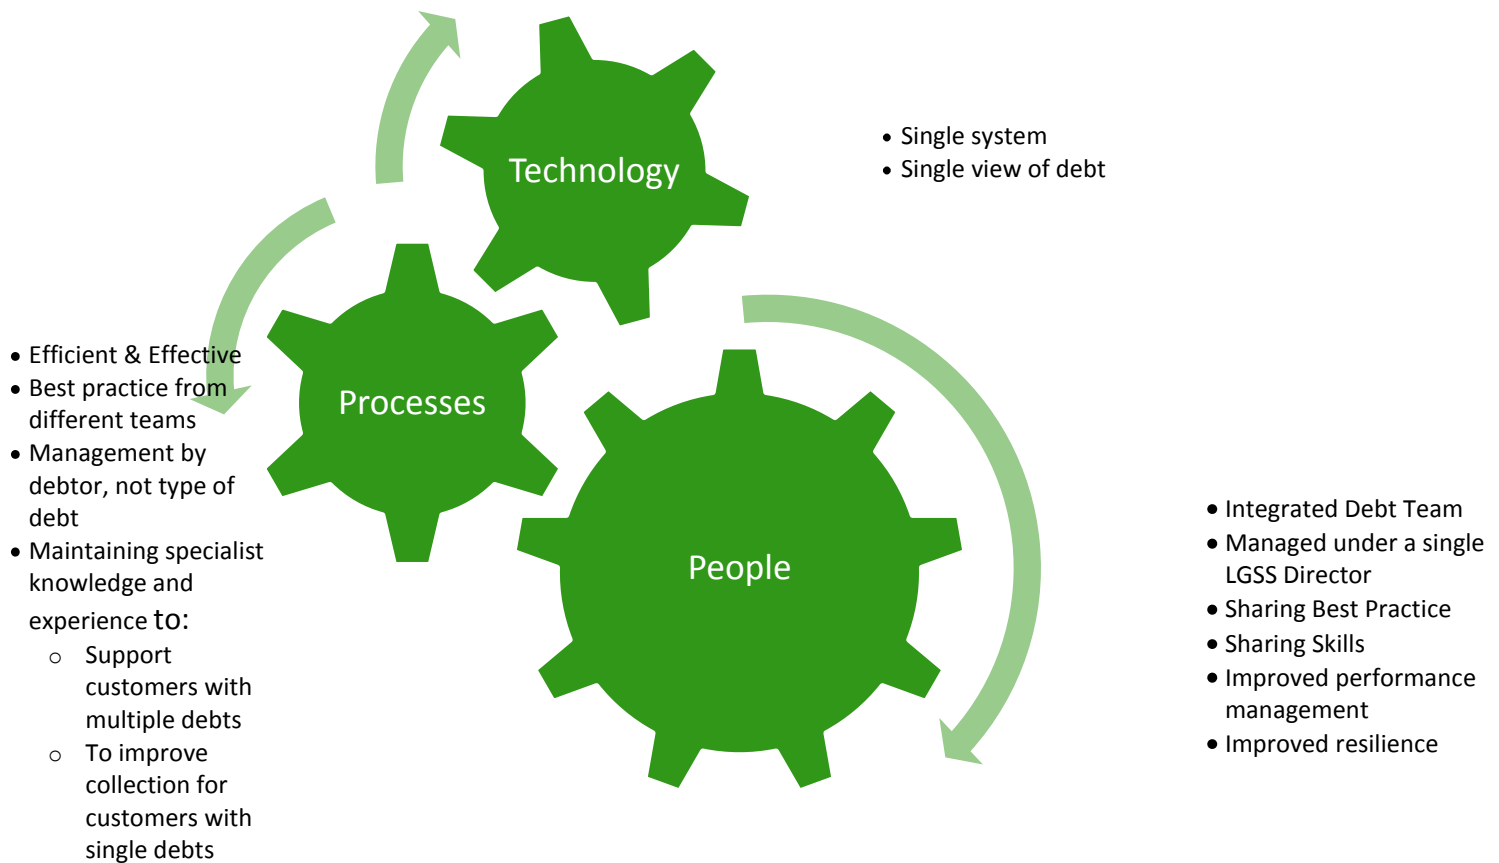 Technology
• Single system
• Single view of debt
Processes
• Efficient & Effective
• Best practice from
different teams
• Management by
debtor, not type of
debt
• Maintaining specialist
knowledge and
experience to:
o Support
customers with
multiple debts
o To improve
collection for
customers with
single debts
People
• Integrated Debt Team
• Managed under a single
LGSS Director
• Sharing Best Practice
• Sharing Skills
• Improved performance
management
• Improved resilience